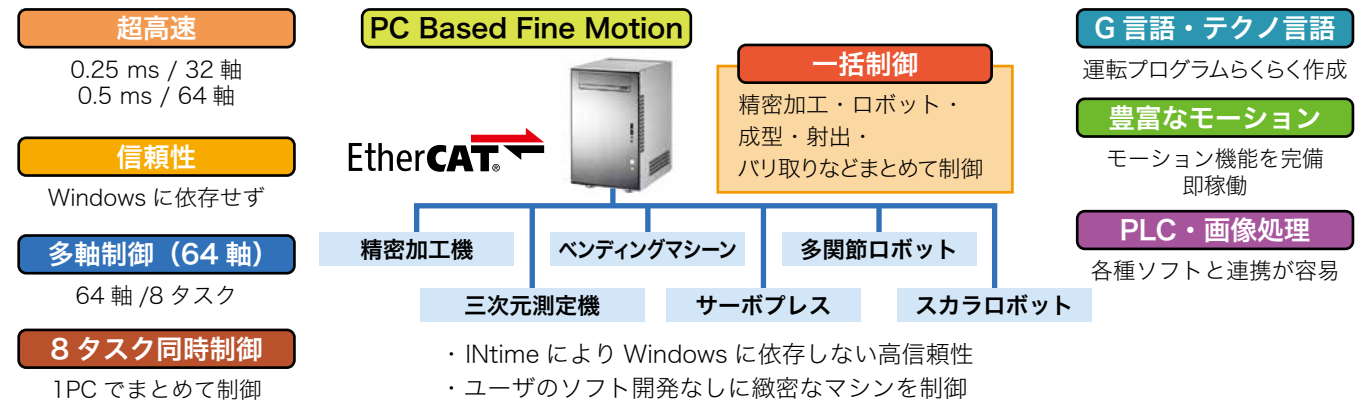 超高速
0.25 ms / 32 軸
0.5 ms / 64 軸
信頼性
Windows に依存せず
多軸制御（64 軸）
64 軸 /8 タスク
8 タスク同時制御
1PC でまとめて制御
PC Based Fine Motion
EtherCAT®
一括制御
精密加工・ロボット・
成型・射出・
バリ取りなどまとめて制御
精密加工機
ベンディングマシーン
多関節ロボット
三次元測定機
サーボプレス
スカラロボット
・INtime により Windows に依存しない高信頼性
・ユーザのソフト開発なしに緻密なマシンを制御
G 言語・テクノ言語
運転プログラムらくらく作成
豊富なモーション
モーション機能を完備
即稼働
PLC・画像処理
各種ソフトと連携が容易